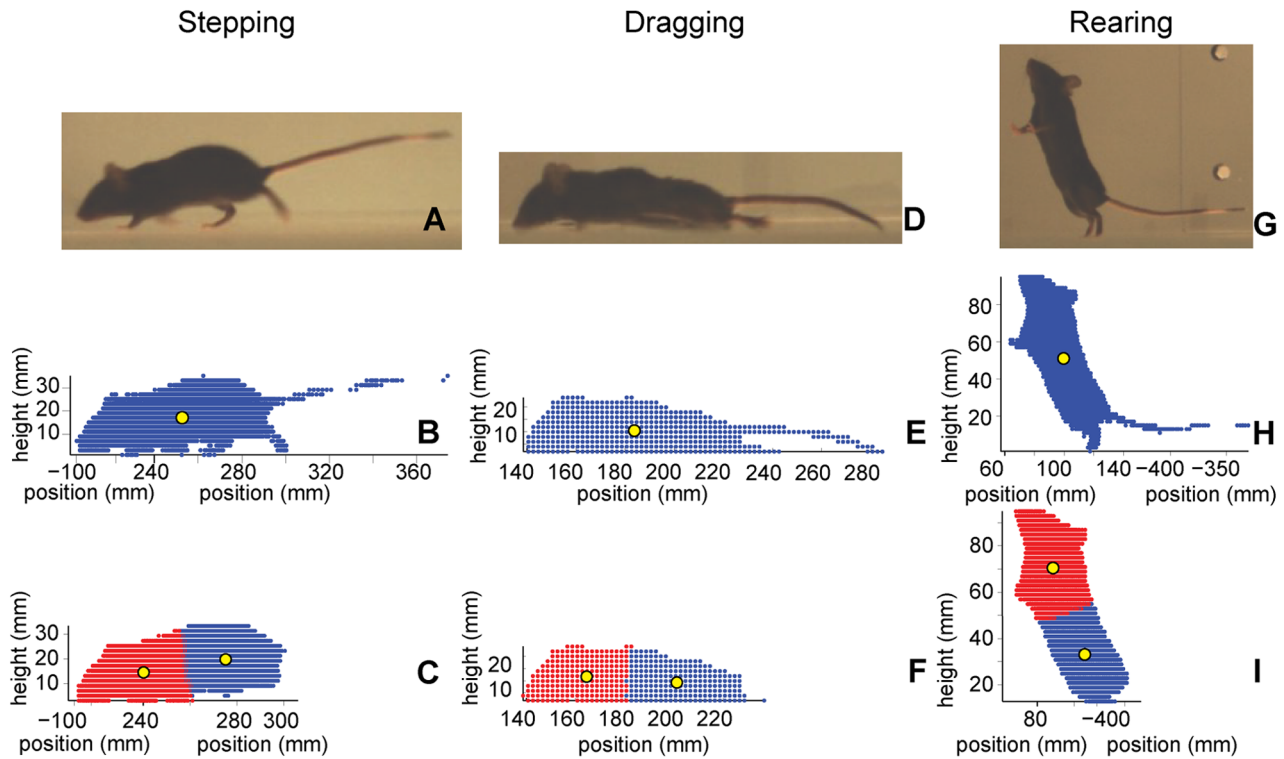 Stepping Dragging Rearing
A D G
height (mm) 30 20 10 B
−100 240 280 320 360
position (mm) position (mm)
height (mm) 20 10 E
140 160 180 200 220 240 260 280
position (mm)
height (mm) 80 60 40 20 H
60 100 140 −400 −350
position (mm) position (mm)
height (mm) 30 20 10 C
−100 240 280 300
position (mm) position (mm)
height (mm) 20 10 F
140 160 180 200 220
position (mm)
height (mm) 80 60 40 20 I
80 −400
position (mm) position (mm)